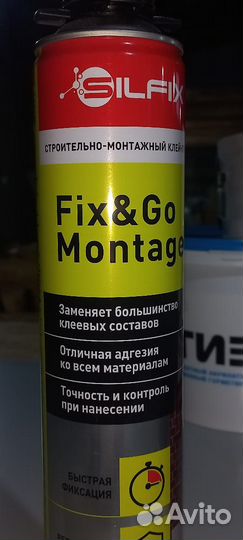 SILFIX
СТРОИТЕЛЬНО-МОНТАЖНЫЙ КЛЕЙ
Fix&Go
Montage
Заменяет большинство
клеевых составов
Отличная адгезия
ко всем материалам
Точность и контроль
при нанесении
БЫСТРАЯ
ФИКСАЦИЯ
Avito